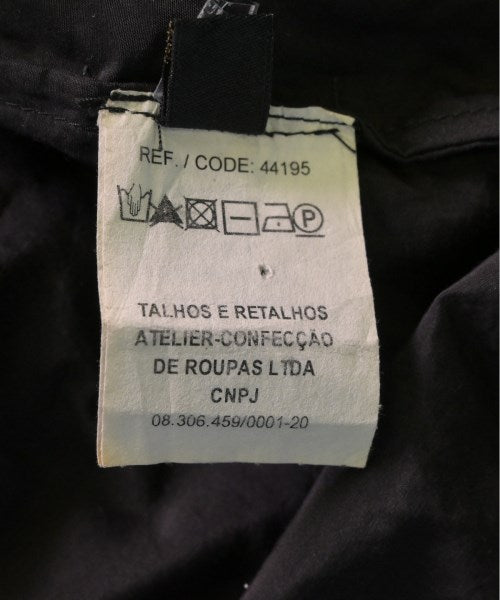 REF. / CODE: 44195
P
TALHOS E RETALHOS
ATELIER-CONFECÇÃO
DE ROUPAS LTDA
CNPJ
08.306.459/0001-20